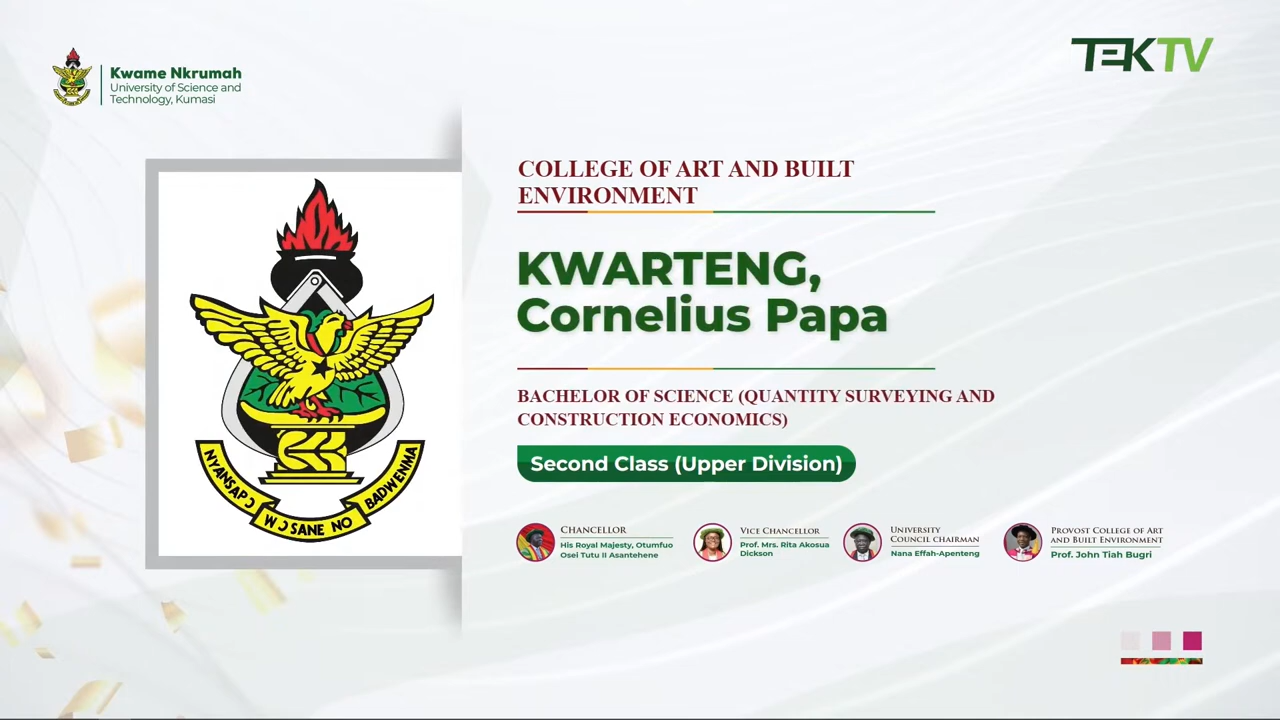 Kwame Nkrumah
University of Science and
Technology, Kumasi
TEKTV
COLLEGE OF ART AND BUILT
ENVIRONMENT
KWARTENG,
Cornelius Papa
BACHELOR OF SCIENCE (QUANTITY SURVEYING AND
CONSTRUCTION ECONOMICS)
Second Class (Upper Division)
NYANSAPƆ WƆSANE NO BADWENMA
CHANCELLOR
His Royal Majesty, Otumfuo
Osei Tutu II Asantehene
VICE CHANCELLOR
Prof. Mrs. Rita Akosua
Dickson
UNIVERSITY
COUNCIL CHAIRMAN
Nana Effah-Apenteng
PROVOST COLLEGE OF ART
AND BUILT ENVIRONMENT
Prof. John Tiah Bugri